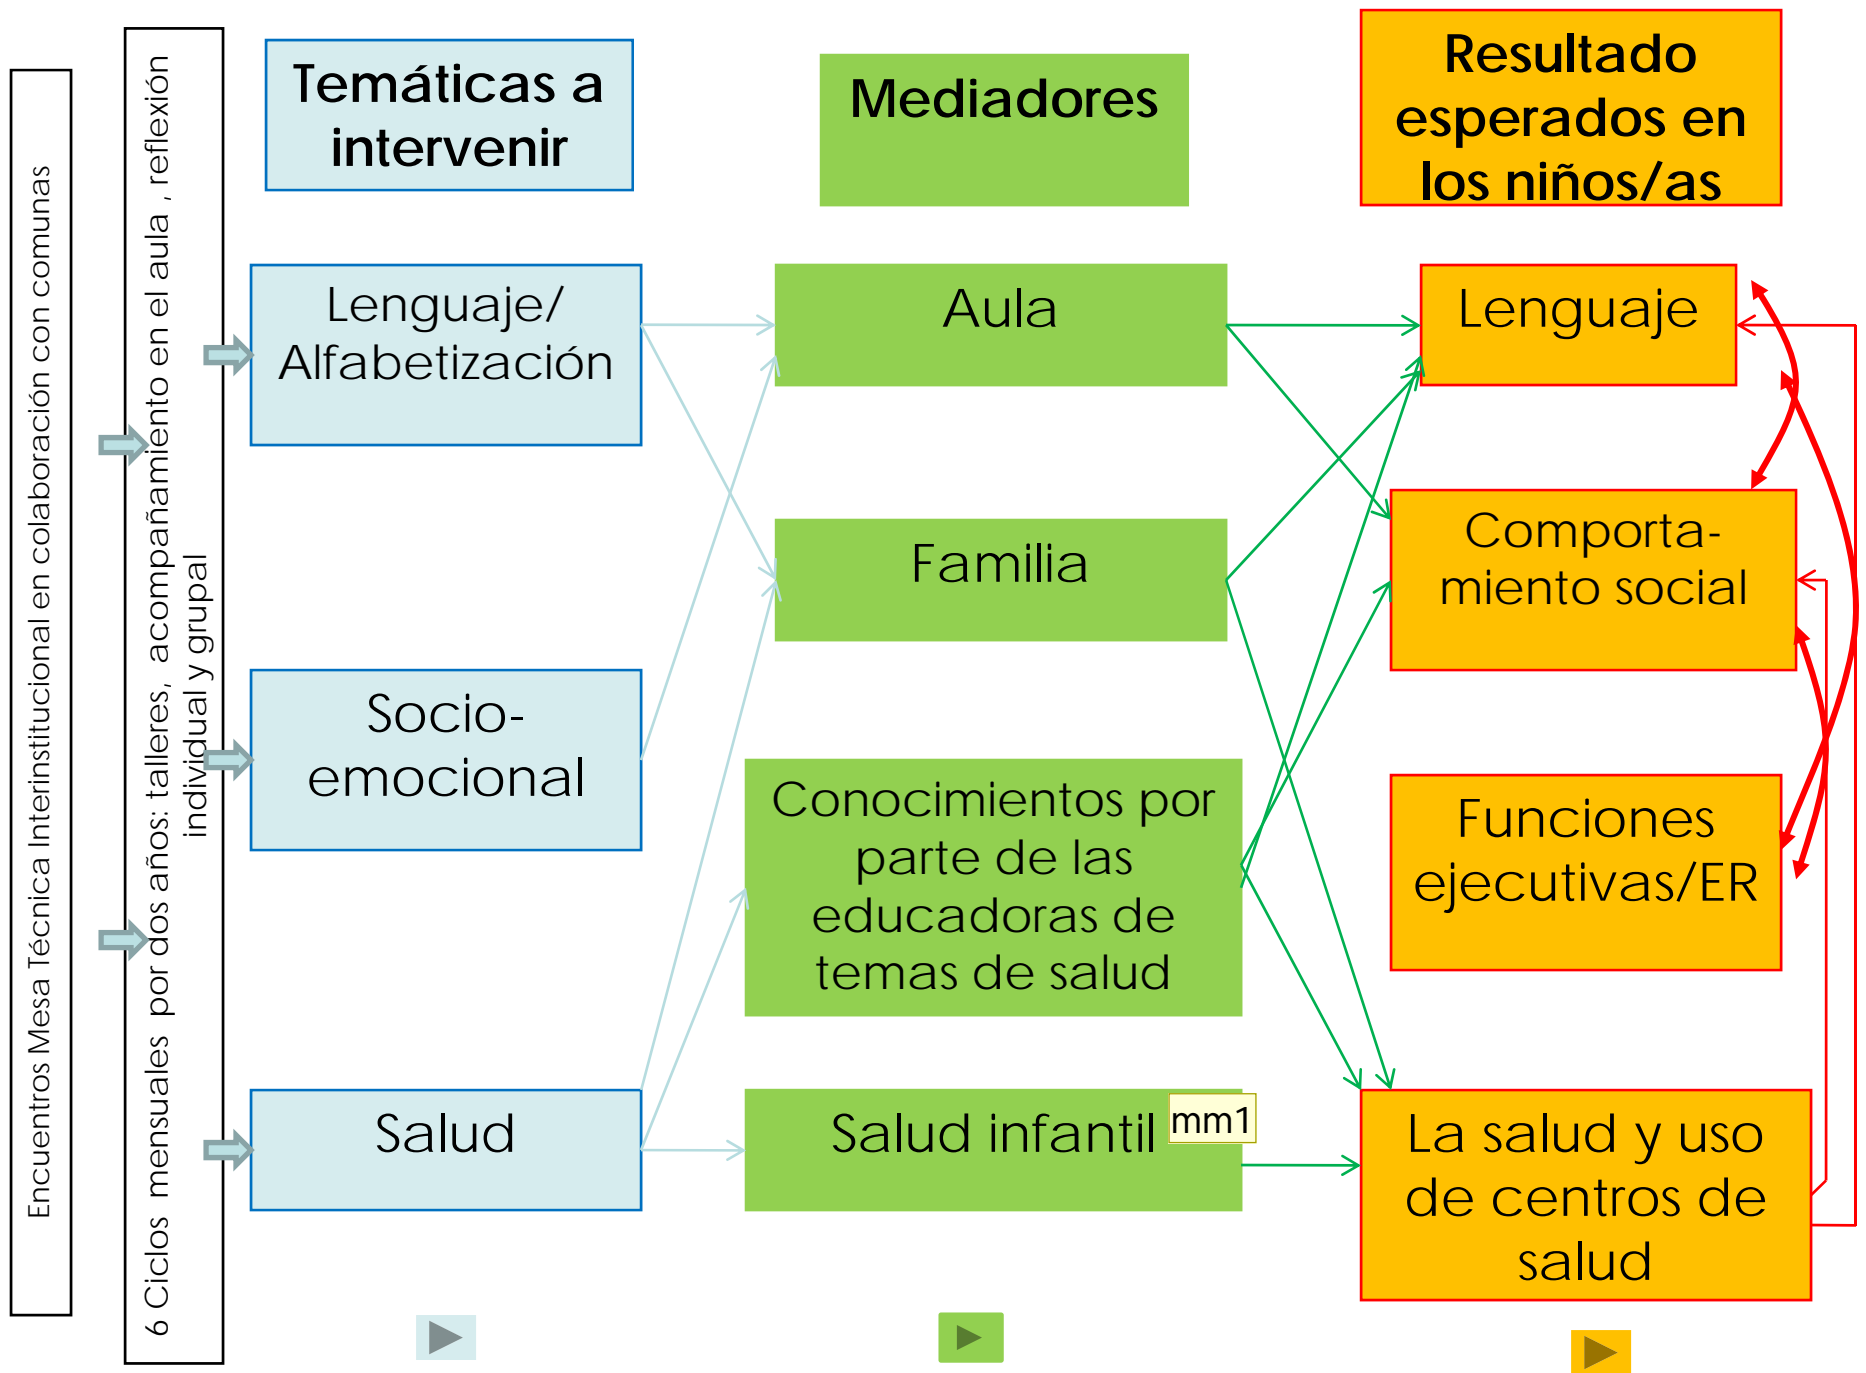 Encuentros Mesa Técnica Interinstitucional en colaboración con comunas
6 Ciclos mensuales por dos años: talleres, acompañamiento en el aula , reflexión
individual y grupal
Temáticas a
intervenir
Lenguaje/
Alfabetización
Socio-
emocional
Salud
Mediadores
Aula
Familia
Conocimientos por
parte de las
educadoras de
temas de salud
Salud infantil
mm1
Resultado
esperados en
los niños/as
Lenguaje
Comporta-
miento social
Funciones
ejecutivas/ER
La salud y uso
de centros de
salud